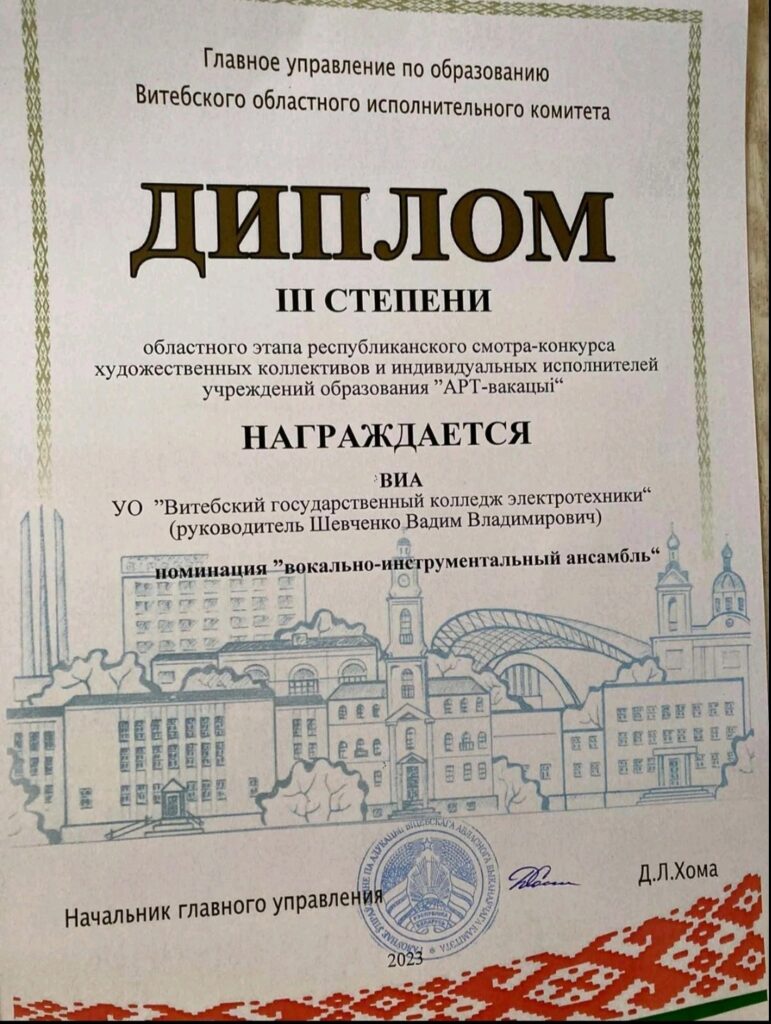 Главное управление по образованию
Витебского областного исполнительного комитета
ДИПЛОМ
III СТЕПЕНИ
областного этапа республиканского смотра-конкурса
художественных коллективов и индивидуальных исполнителей
учреждений образования ”АРТ-вакацыі“
НАГРАЖДАЕТСЯ
ВИА
УО ”Витебский государственный колледж электротехники“
(руководитель Шевченко Вадим Владимирович)
номинация ”вокально-инструментальный ансамбль“
Начальник главного управления
Д.Л.Хома
2023